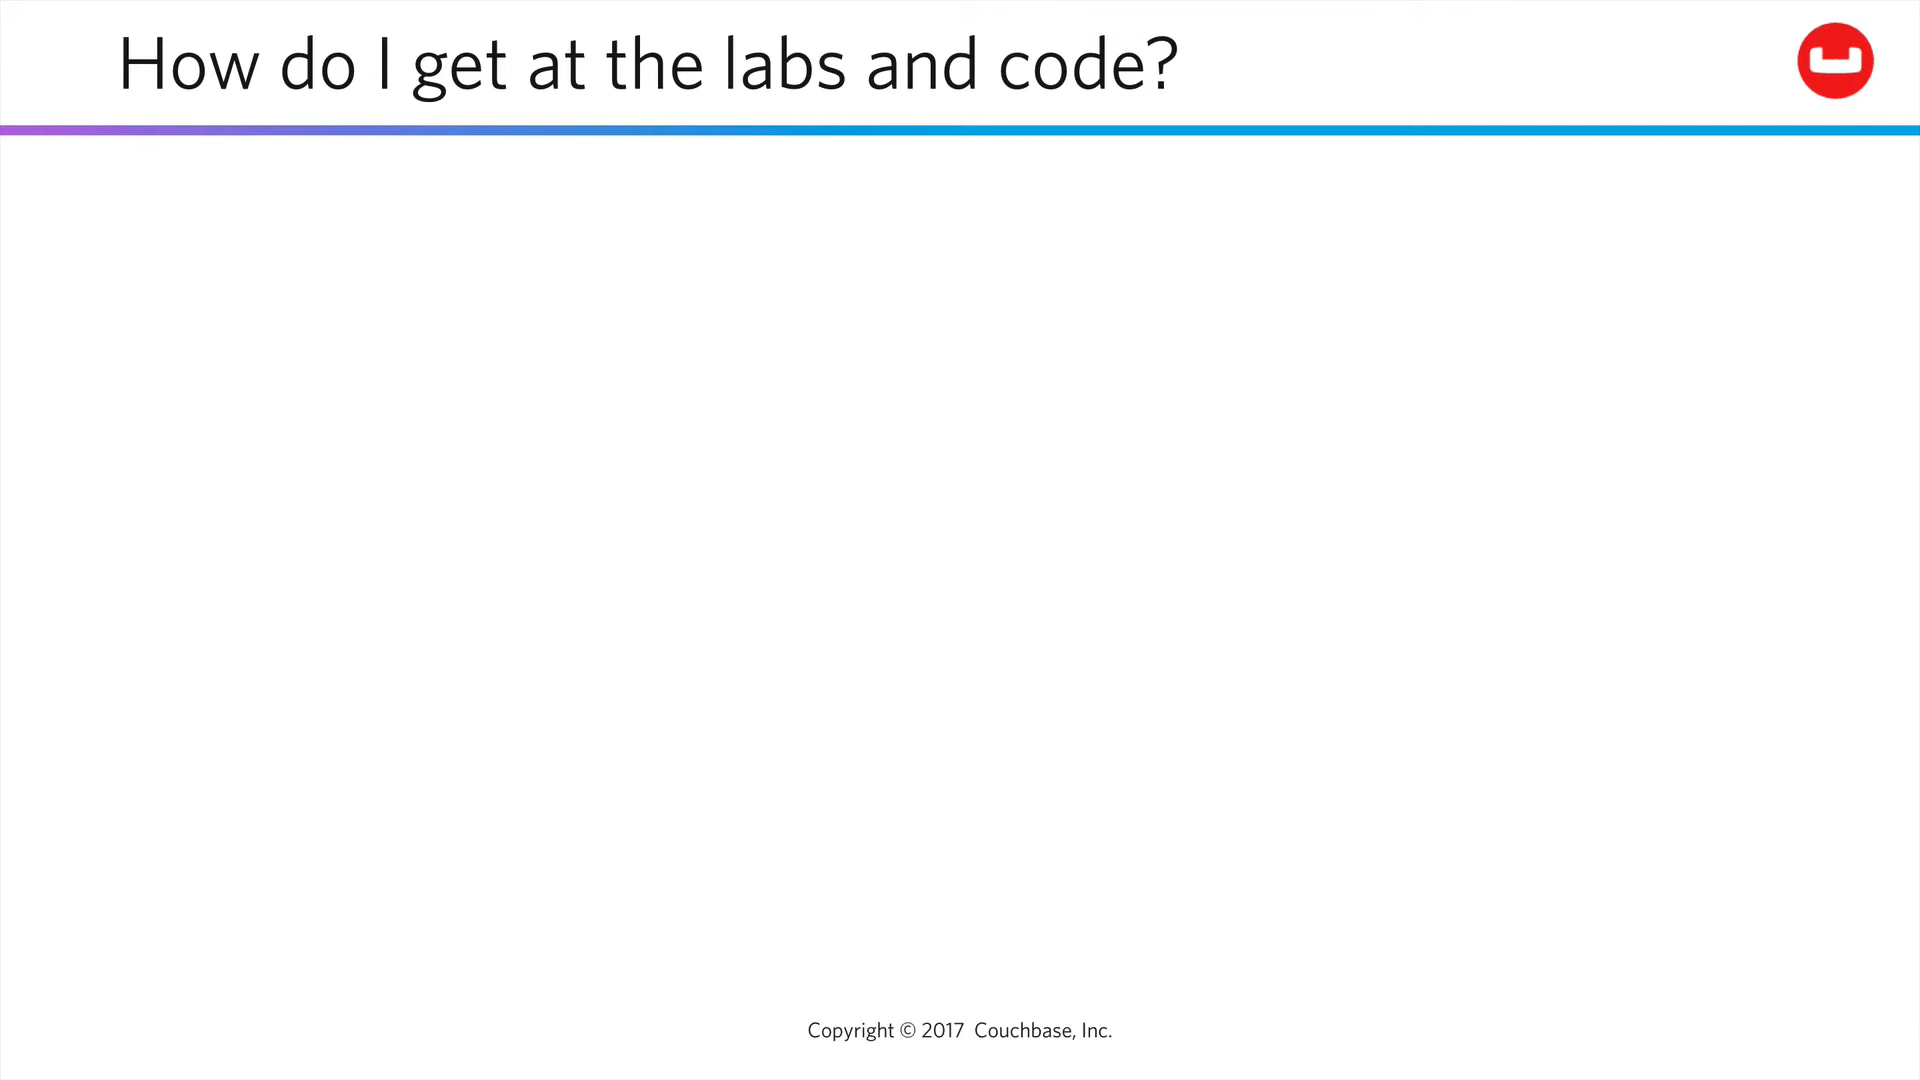 How do I get at the labs and code?
Copyright © 2017  Couchbase, Inc.